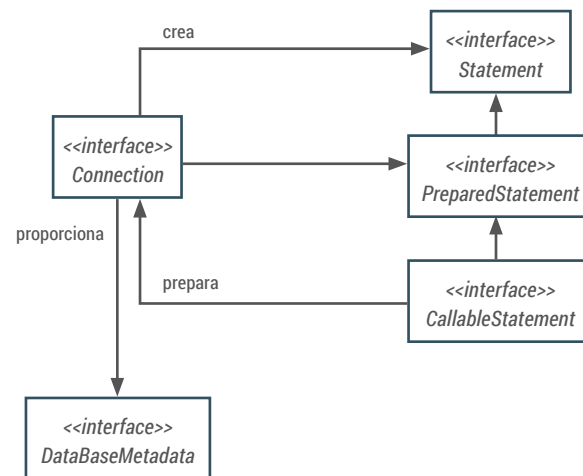 crea
<<interface>>
Statement
<<interface>>
Connection
<<interface>>
PreparedStatement
proporciona
prepara
<<interface>>
CallableStatement
<<interface>>
DataBaseMetadata